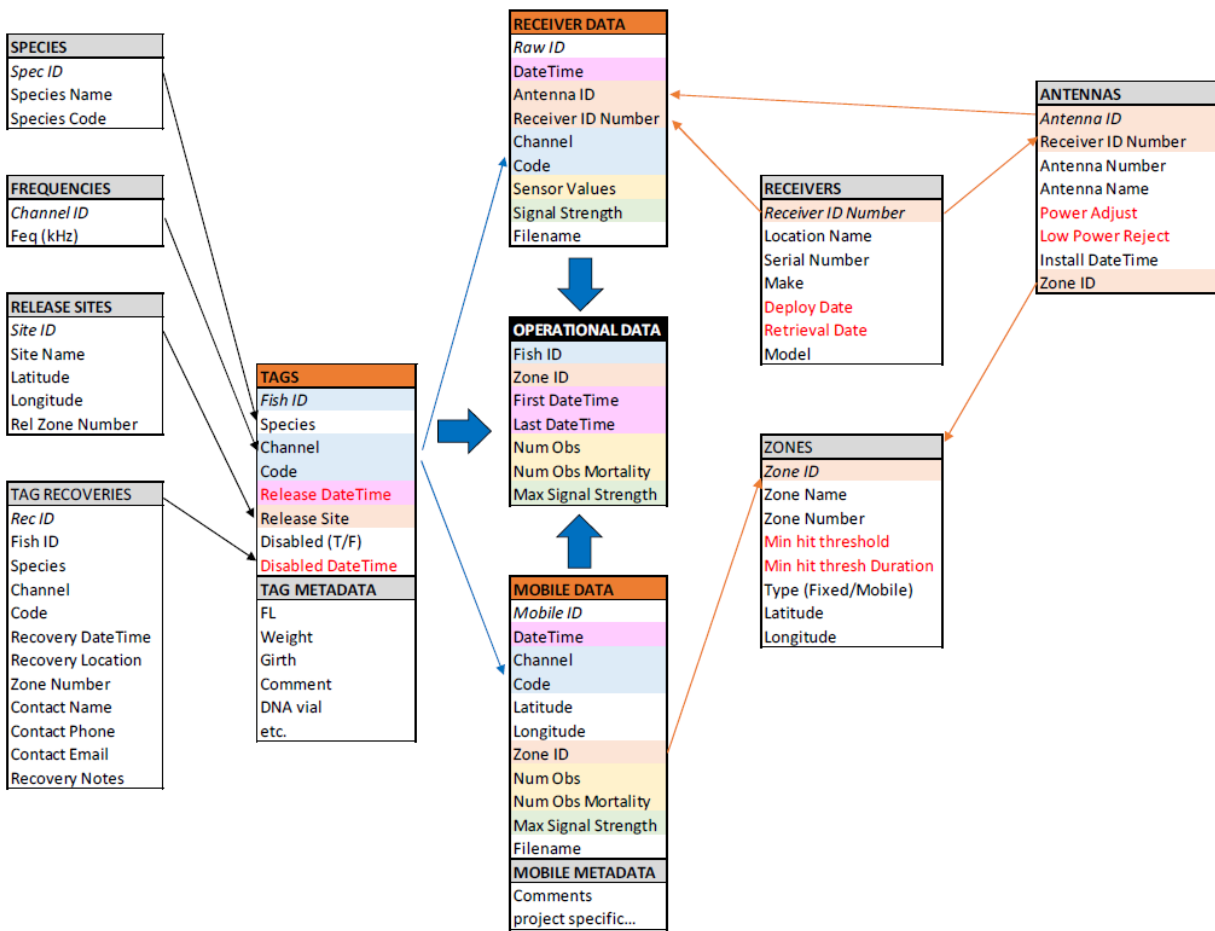 SPECIES
Spec ID
Species Name
Species Code
FREQUENCIES
Channel ID
Feq (kHz)
RELEASE SITES
Site ID
Site Name
Latitude
Longitude
Rel Zone Number
TAG RECOVERIES
Rec ID
Fish ID
Species
Channel
Code
Recovery DateTime
Recovery Location
Zone Number
Contact Name
Contact Phone
Contact Email
Recovery Notes
TAGS
Fish ID
Species
Channel
Code
Release DateTime
Release Site
Disabled (T/F)
Disabled DateTime
TAG METADATA
FL
Weight
Girth
Comment
DNA vial
etc.
RECEIVER DATA
Raw ID
DateTime
Antenna ID
Receiver ID Number
Channel
Code
Sensor Values
Signal Strength
Filename
OPERATIONAL DATA
Fish ID
Zone ID
First DateTime
Last DateTime
Num Obs
Num Obs Mortality
Max Signal Strength
MOBILE DATA
Mobile ID
DateTime
Channel
Code
Latitude
Longitude
Zone ID
Num Obs
Num Obs Mortality
Max Signal Strength
Filename
MOBILE METADATA
Comments
project specific...
RECEIVERS
Receiver ID Number
Location Name
Serial Number
Make
Deploy Date
Retrieval Date
Model
ZONES
Zone ID
Zone Name
Zone Number
Min hit threshold
Min hit thresh Duration
Type (Fixed/Mobile)
Latitude
Longitude
ANTENNAS
Antenna ID
Receiver ID Number
Antenna Number
Antenna Name
Power Adjust
Low Power Reject
Install DateTime
Zone ID